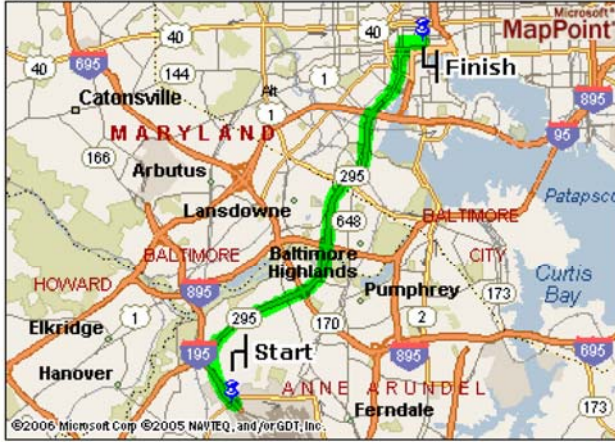 Microsoft
MapPoint
40
695
40
40
Finish
144
1
895
Catonsville
Alt
1
MARYLAND
95
166
Arbutus
295
Patapsco
Lansdowne
648
BALTIMORE
BALTIMORE
Baltimore
Highlands
CITY
HOWARD
895
Curtis
Bay
Pumphrey
173
Elkridge
1
295
170
2
195
Start
895
695
Hanover
ANNE ARUNDEL
173
Ferndale
©2006 Microsoft Corp ©2005 NAVTEQ, and/or GDT, Inc.